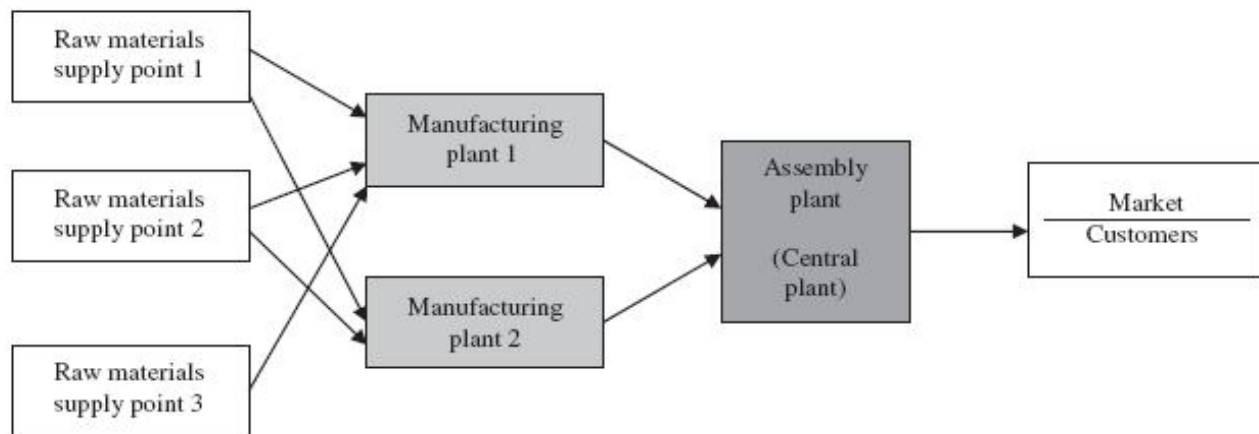 Raw materials
supply point 1
Raw materials
supply point 2
Raw materials
supply point 3
Manufacturing
plant 1
Manufacturing
plant 2
Assembly
plant
(Central
plant)
Market
Customers